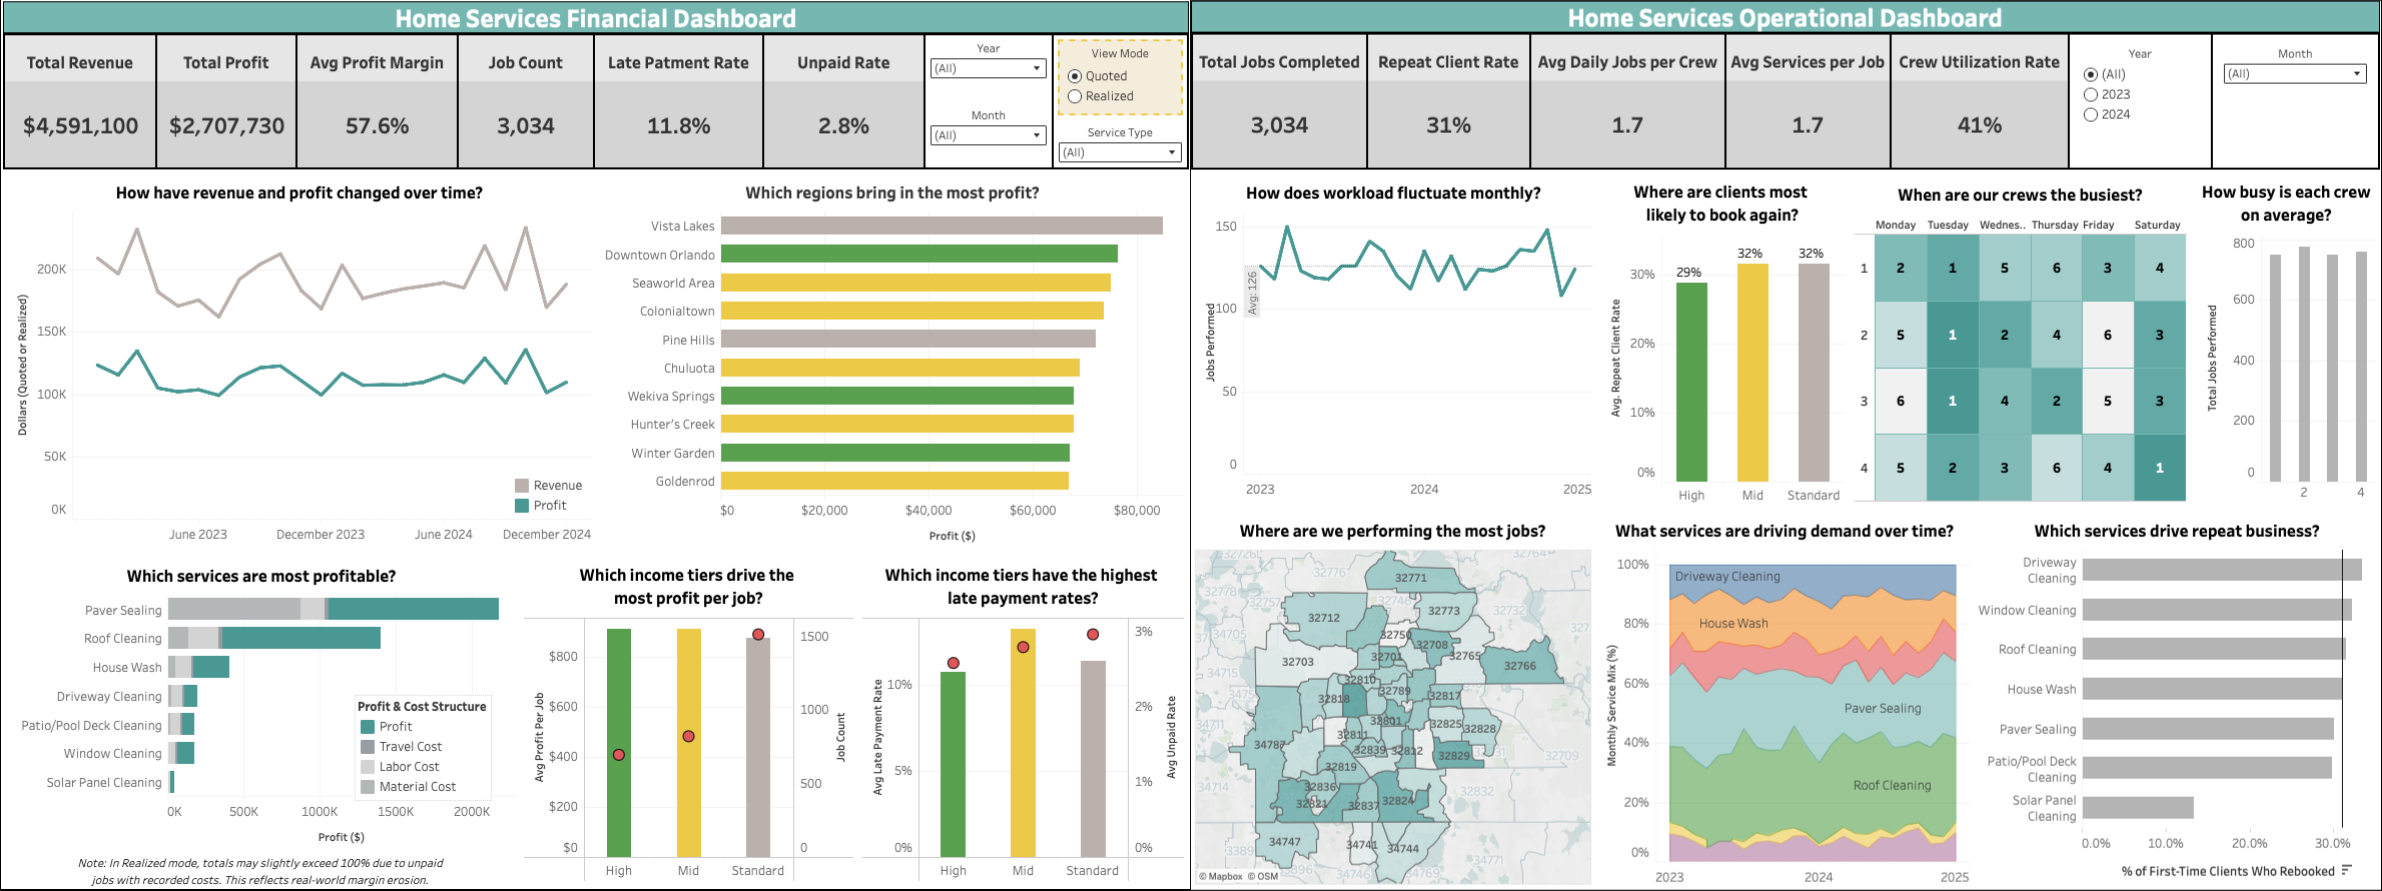 Home Services Financial Dashboard
Total Revenue
$4,591,100
Total Profit
$2,707,730
Avg Profit Margin
57.6%
Job Count
3,034
Late Patment Rate
11.8%
Unpaid Rate
2.8%
Year
(All)
Month
(All)
View Mode
Quoted
Realized
Service Type
(All)
How have revenue and profit changed over time?
Dollars (Quoted or Realized)
200K
150K
100K
50K
0K
Revenue
Profit
June 2023 December 2023 June 2024 December 2024
Which regions bring in the most profit?
Vista Lakes
Downtown Orlando
Seaworld Area
Colonialtown
Pine Hills
Chuluota
Wekiva Springs
Hunter's Creek
Winter Garden
Goldenrod
$0 $20,000 $40,000 $60,000 $80,000
Profit ($)
Which services are most profitable?
Paver Sealing
Roof Cleaning
House Wash
Driveway Cleaning
Patio/Pool Deck Cleaning
Window Cleaning
Solar Panel Cleaning
Profit & Cost Structure
Profit
Travel Cost
Labor Cost
Material Cost
0K 500K 1000K 1500K 2000K
Profit ($)
Note: In Realized mode, totals may slightly exceed 100% due to unpaid
jobs with recorded costs. This reflects real-world margin erosion.
Which income tiers drive the
most profit per job?
Avg Profit Per Job
$800
$600
$400
$200
$0
1500
1000
500
0
Job Count
High Mid Standard
Which income tiers have the highest
late payment rates?
Avg Late Payment Rate
10%
5%
0%
3%
2%
1%
0%
Avg Unpaid Rate
High Mid Standard
Home Services Operational Dashboard
Total Jobs Completed
3,034
Repeat Client Rate
31%
Avg Daily Jobs per Crew
1.7
Avg Services per Job
1.7
Crew Utilization Rate
41%
Year
(All)
2023
2024
Month
(All)
How does workload fluctuate monthly?
Jobs Performed
150
100
50
0
Avg: 126
2023 2024 2025
Where are clients most
likely to book again?
Avg. Repeat Client Rate
30%
20%
10%
0%
29% 32% 32%
High Mid Standard
When are our crews the busiest?
Monday Tuesday Wednes.. Thursday Friday Saturday
1 2 1 5 6 3 4
2 5 1 2 4 6 3
3 6 1 4 2 5 3
4 5 2 3 6 4 1
How busy is each crew
on average?
Total Jobs Performed
800
600
400
200
0
2 4
Where are we performing the most jobs?
32776
32771
32764
32778
32757
32746
32712
32773
32732
34705
32750
32708
32703
32701
32765
32766
34715
32810
32789
32818
32817
34711
32801
32825
32828
34787
32811
32839
32812
32829
32709
32819
34714
32836
32821
32837
32824
32832
34747
34741
34744
34771
34746
34769
© Mapbox © OSM
What services are driving demand over time?
Monthly Service Mix (%)
100%
80%
60%
40%
20%
0%
Driveway Cleaning
House Wash
Paver Sealing
Roof Cleaning
2023 2024 2025
Which services drive repeat business?
Driveway
Cleaning
Window Cleaning
Roof Cleaning
House Wash
Paver Sealing
Patio/Pool Deck
Cleaning
Solar Panel
Cleaning
0.0% 10.0% 20.0% 30.0%
% of First-Time Clients Who Rebooked